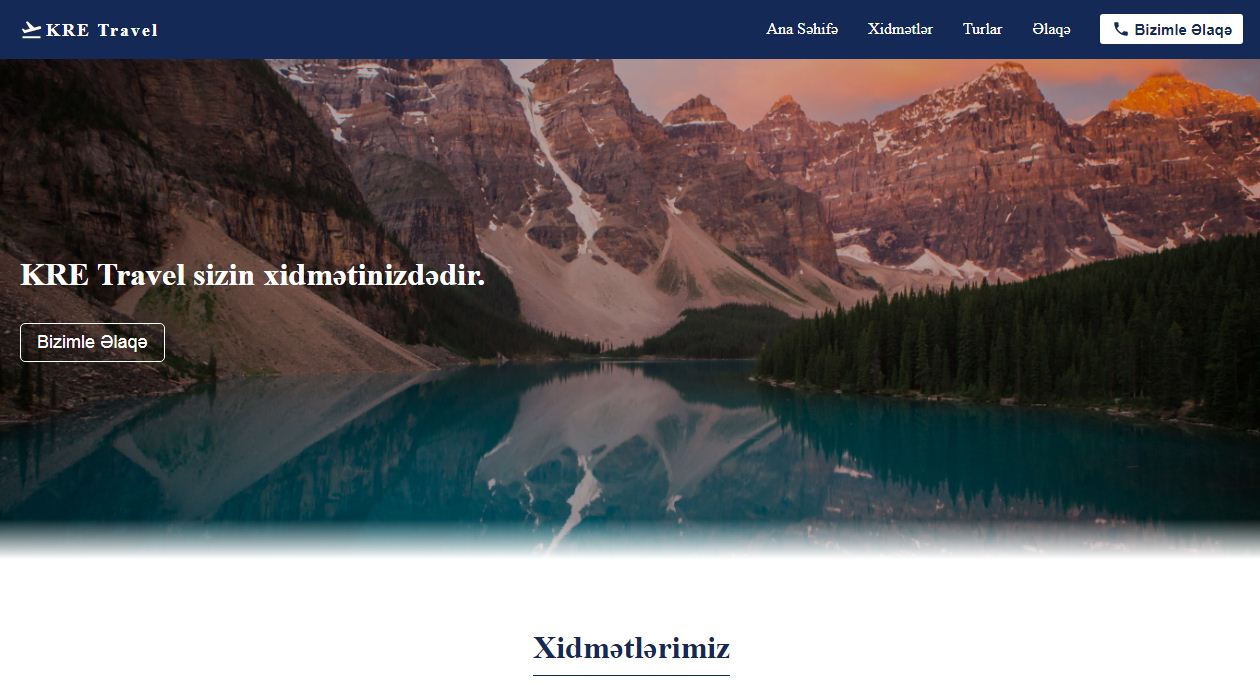 KRE Travel
Ana Səhifə
Xidmətlər
Turlar
Əlaqə
Bizimle Əlaqə
KRE Travel sizin xidmətinizdədir.
Bizimle Əlaqə
Xidmətlərimiz